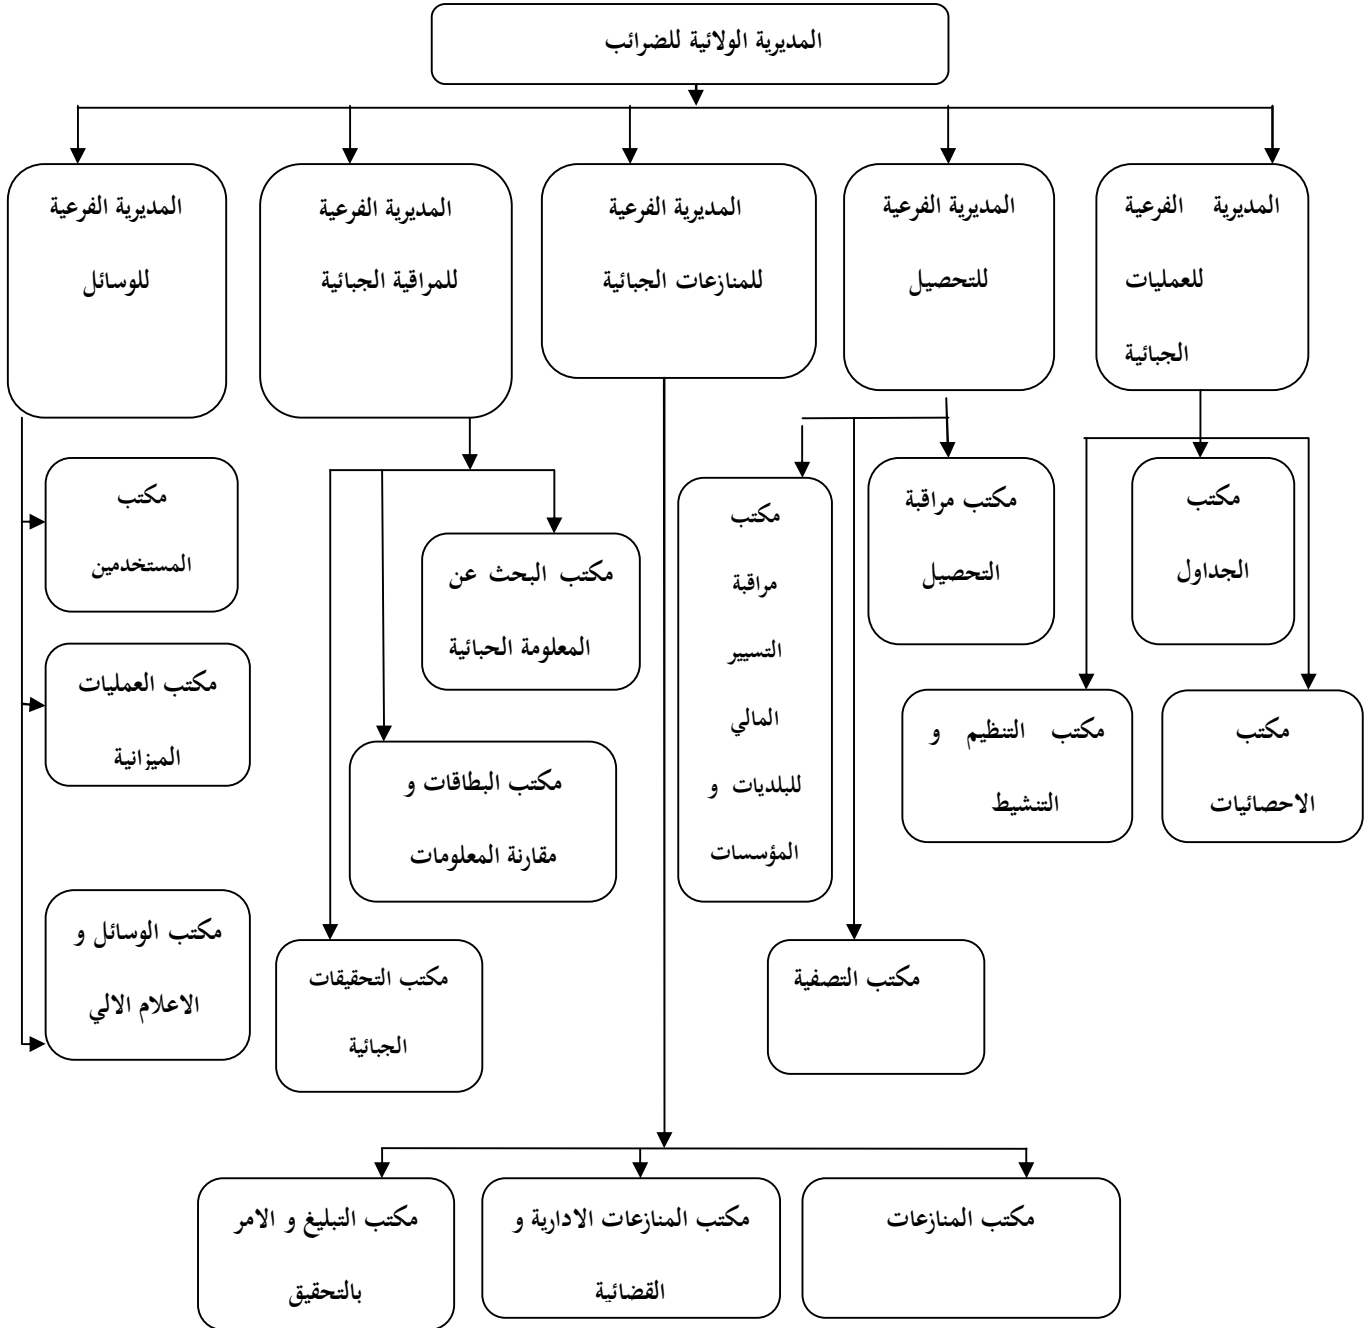 المديرية الولائية للضرائب
المديرية الفرعية
للعمليات
الجبائية
المديرية الفرعية
للتحصيل
المديرية الفرعية
للمنازعات الجبائية
المديرية الفرعية
للمراقية الجبائية
المديرية الفرعية
للوسائل
مكتب
الجداول
مكتب التنظيم و
التنشيط
مكتب
الاحصائيات
مكتب مراقبة
التحصيل
مكتب
مراقبة
التسيير
المالي
للبلديات و
المؤسسات
مكتب التصفية
مكتب البحث عن
المعلومة الحبائية
مكتب البطاقات و
مقارنة المعلومات
مكتب التحقيقات
الجبائية
مكتب
المستخدمين
مكتب العمليات
الميزانية
مكتب الوسائل و
الاعلام الالي
مكتب المنازعات
مكتب المنازعات الادارية و
القضائية
مكتب التبليغ و الامر
بالتحقيق